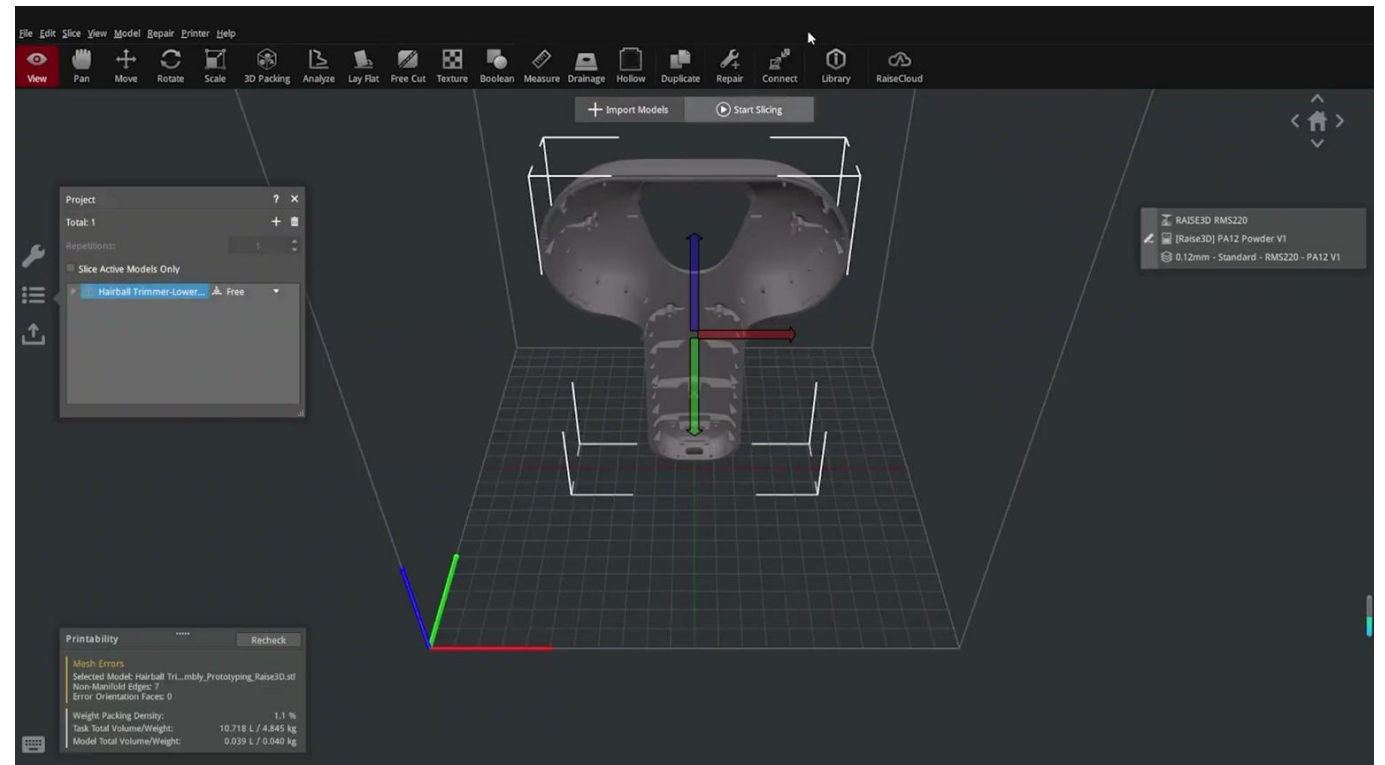 File Edit Slice View Model Repair Printer Help
View Pan Move Rotate Scale 3D Packing Analyze Lay Flat Free Cut Texture Boolean Measure Drainage Hollow Duplicate Repair Connect Library RaiseCloud
Import Models Start Slicing
Project ?
Total: 1
Repetitions: 1
Slice Active Models Only
Hairball Trimmer-Lower... Free
RAISE3D RMS220
[Raise3D] PA12 Powder V1
0.12mm - Standard - RMS220 - PA12 V1
Printability Recheck
Mesh Errors
Selected Model: Hairball Tri...mbly_Prototyping_Raise3D.stl
Non-Manifold Edges: 7
Error Orientation Faces: 0
Weight Packing Density: 1.1 %
Task Total Volume/Weight: 10.718 L / 4.845 kg
Model Total Volume/Weight: 0.039 L / 0.040 kg